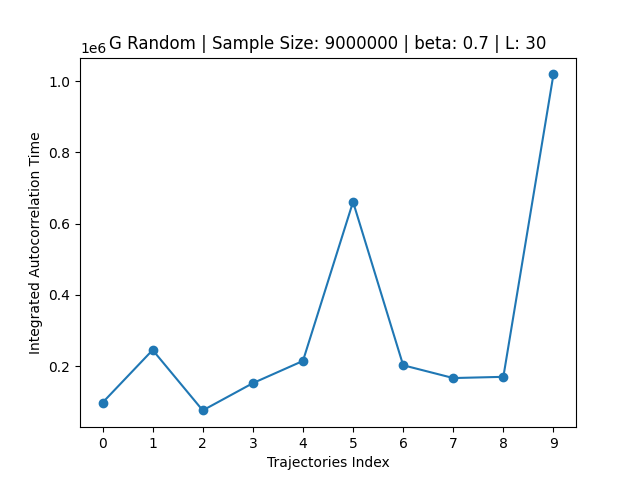 G Random | Sample Size: 9000000 | beta: 0.7 | L: 30
1e6
1.0
0.8
0.6
0.4
0.2
Integrated Autocorrelation Time
0 1 2 3 4 5 6 7 8 9
Trajectories Index